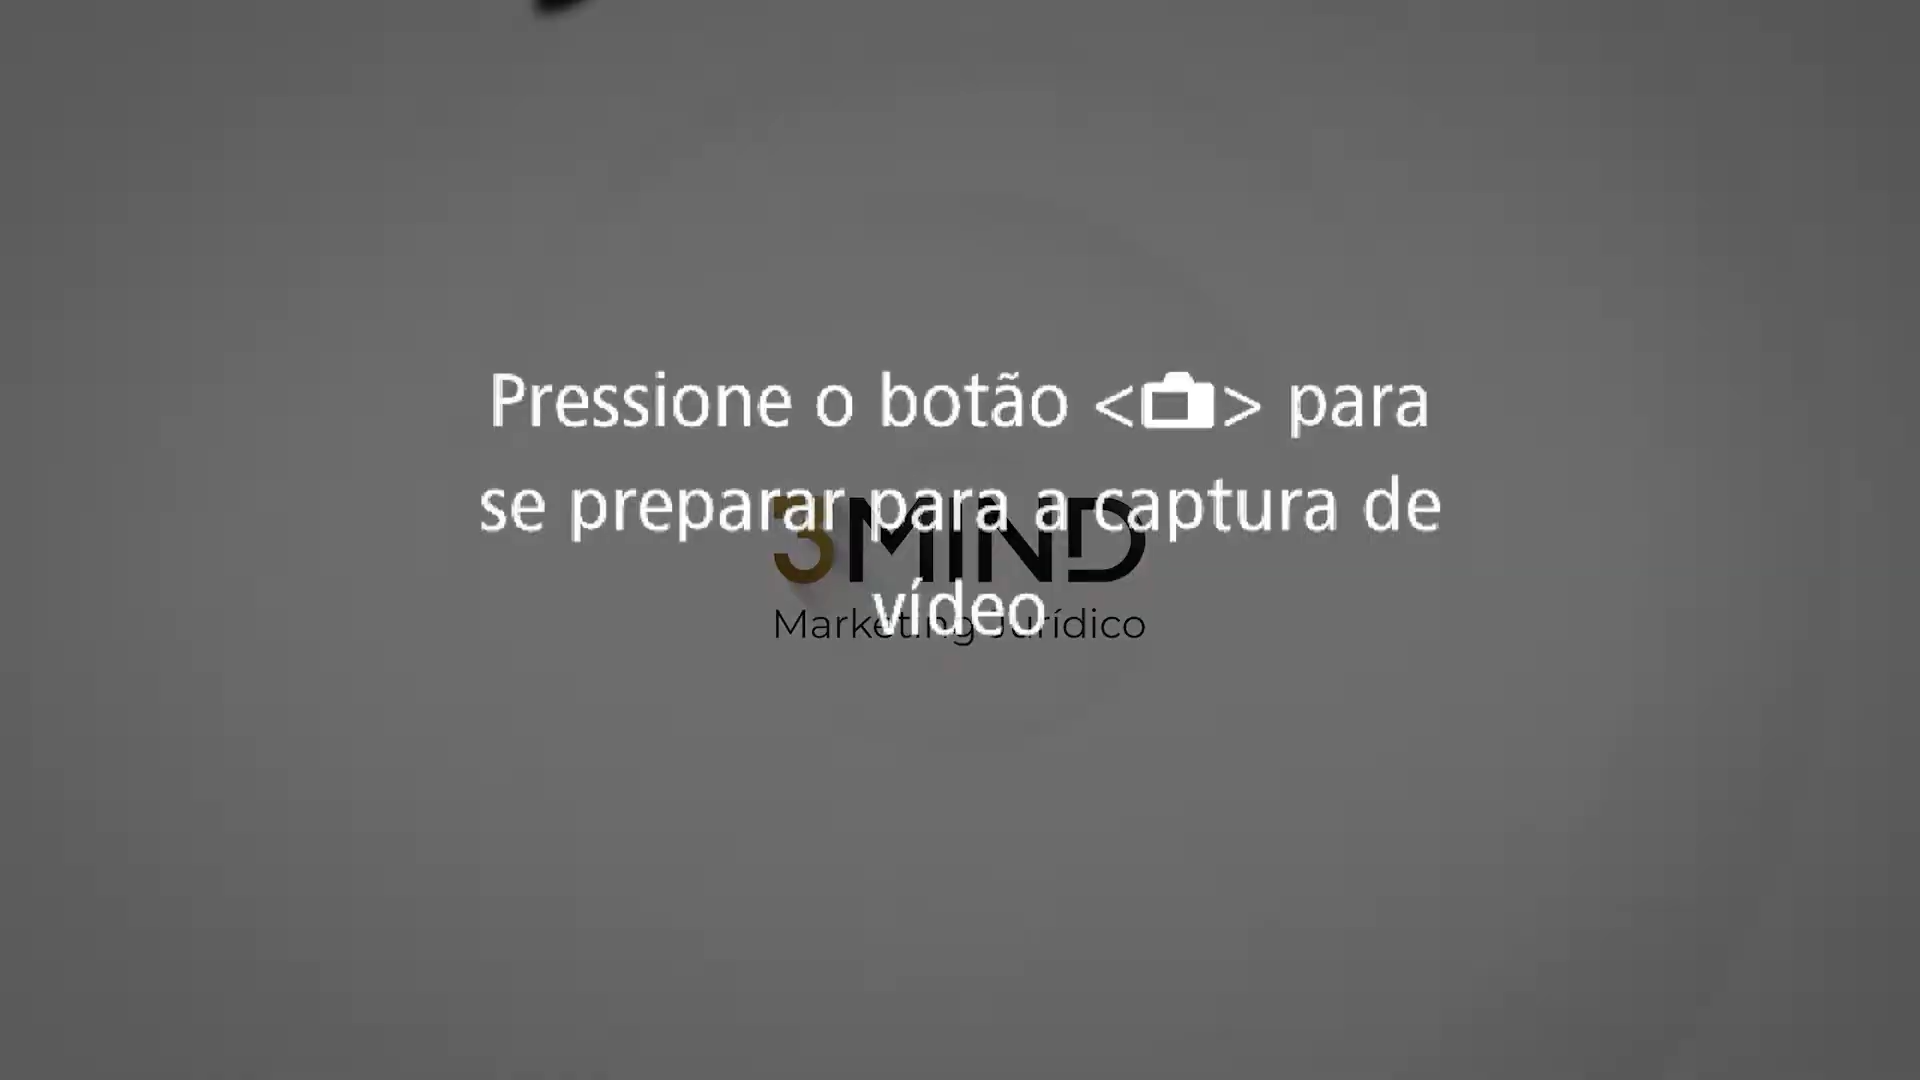 Pressione o botão <📷> para
se preparar para a captura de
vídeo
3MIND
Marketing Jurídico